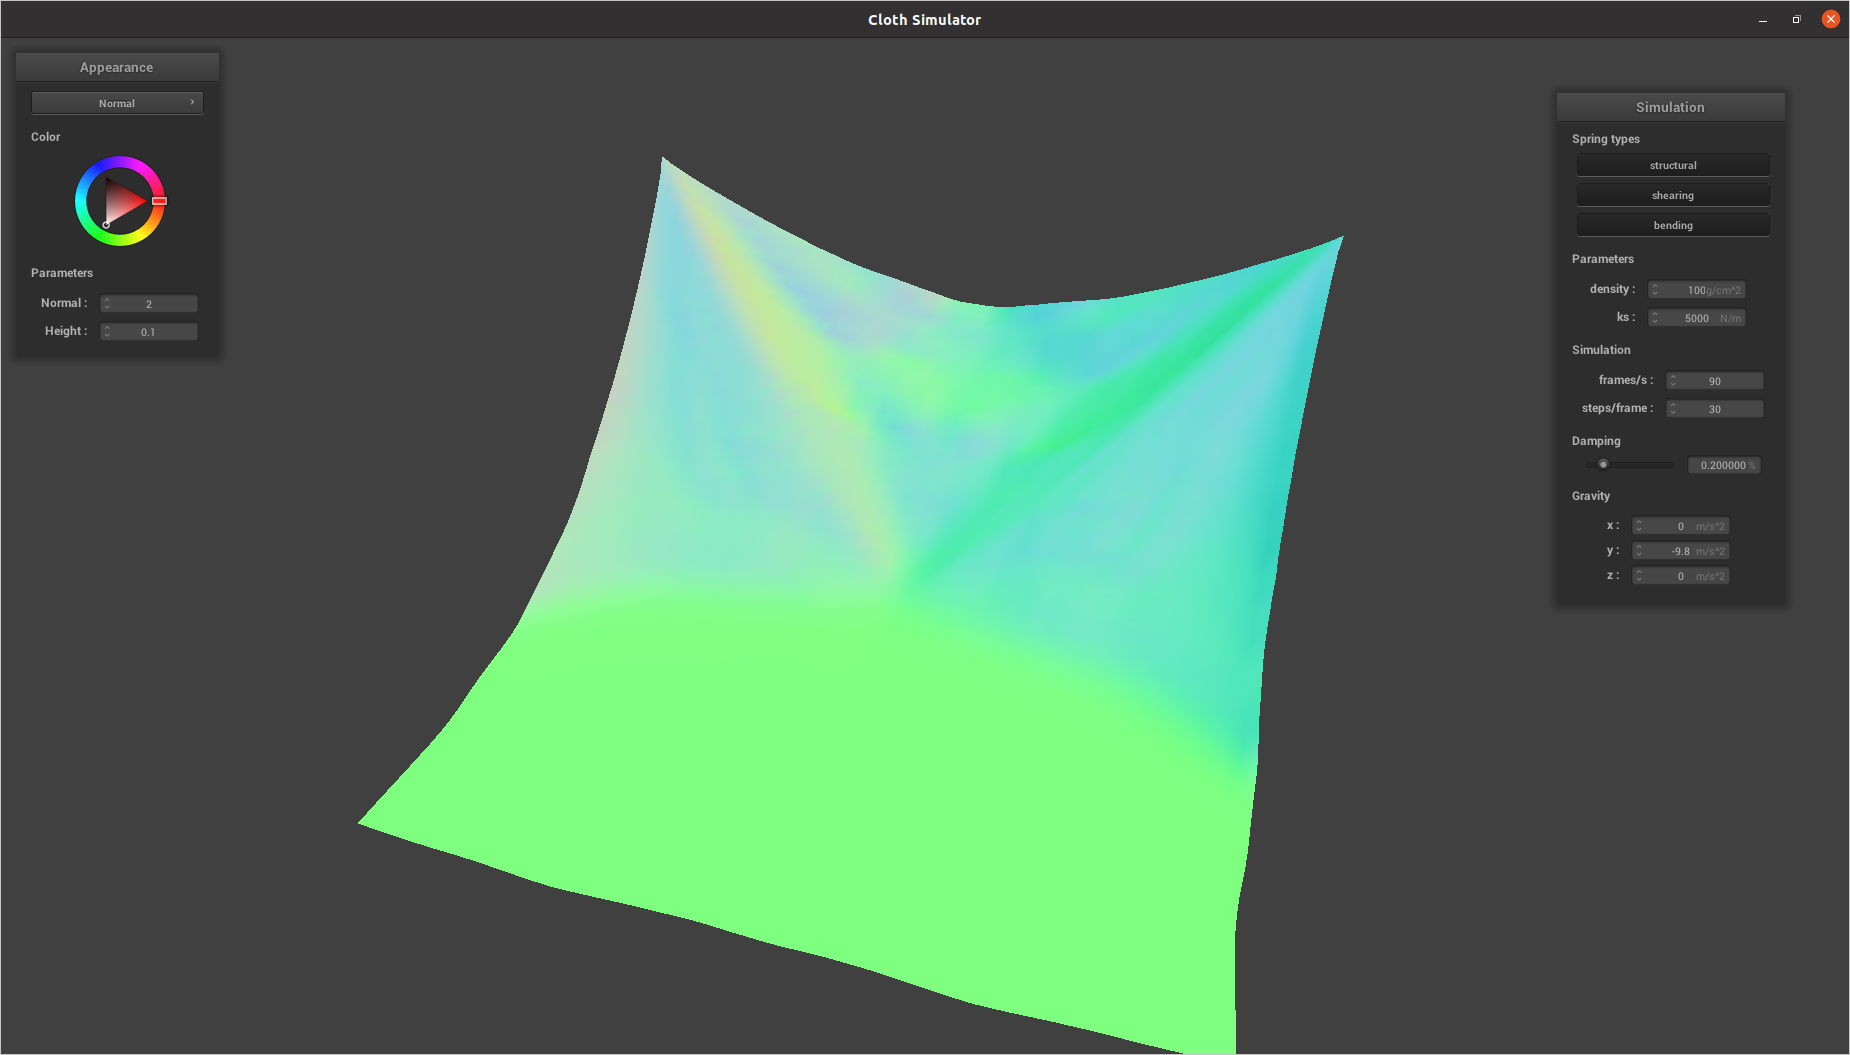 Cloth Simulator
Appearance
Normal
Color
Parameters
Normal : 2
Height : 0.1
Simulation
Spring types
structural
shearing
bending
Parameters
density : 100g/cm^2
ks : 5000 N/m
Simulation
frames/s : 90
steps/frame : 30
Damping
0.200000 %
Gravity
x : 0 m/s^2
y : -9.8 m/s^2
z : 0 m/s^2